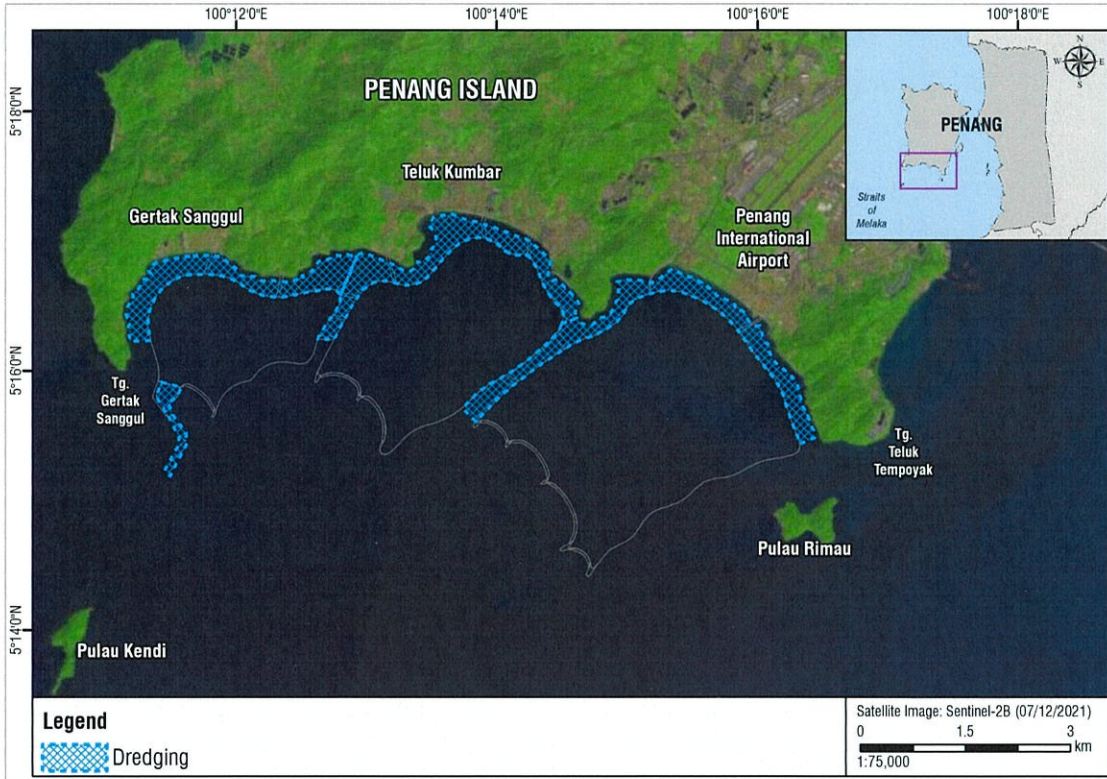 100°12'0"E
100°14'0"E
100°16'0"E
100°18'0"E
5°18'0"N
5°16'0"N
5°14'0"N
PENANG ISLAND
Teluk Kumbar
Gertak Sanggul
Penang
International
Airport
Tg.
Gertak
Sanggul
Tg.
Teluk
Tempoyak
Pulau Rimau
Pulau Kendi
N
W
E
S
PENANG
Straits
of
Melaka
Legend
Dredging
Satellite Image: Sentinel-2B (07/12/2021)
0 1.5 3
km
1:75,000